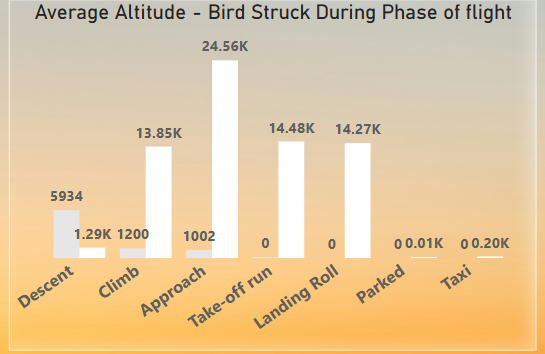 Average Altitude - Bird Struck During Phase of flight
24.56K
13.85K
14.48K
14.27K
5934
1.29K
1200
1002
0
0
0
0.01K
0
0.20K
Descent
Climb
Approach
Take-off run
Landing Roll
Parked
Taxi